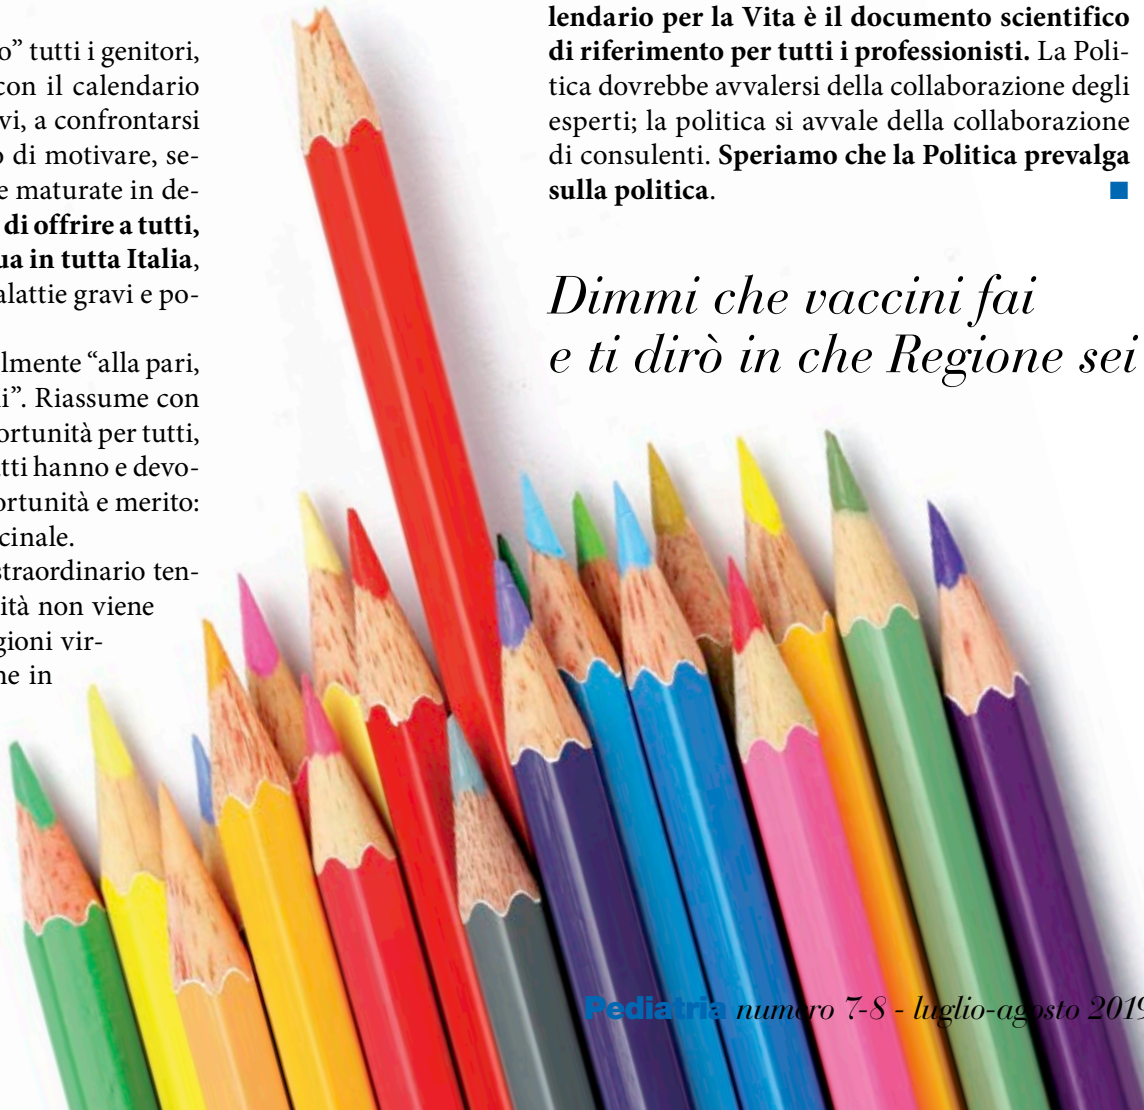 o” tutti i genitori,
con il calendario
vi, a confrontarsi
o di motivare, se-
e maturate in de-
di offrire a tutti,
ua in tutta Italia,
alattie gravi e po-
lmente “alla pari,
i”. Riassume con
ortunità per tutti,
tti hanno e devo-
ortunità e merito:
cinale.
straordinario ten-
ità non viene
gioni vir-
ne in
lendario per la Vita è il documento scientifico
di riferimento per tutti i professionisti. La Poli-
tica dovrebbe avvalersi della collaborazione degli
esperti; la politica si avvale della collaborazione
di consulenti. Speriamo che la Politica prevalga
sulla politica.
Dimmi che vaccini fai
e ti dirò in che Regione sei
Pediatria numero 7-8 - luglio-agosto 2019